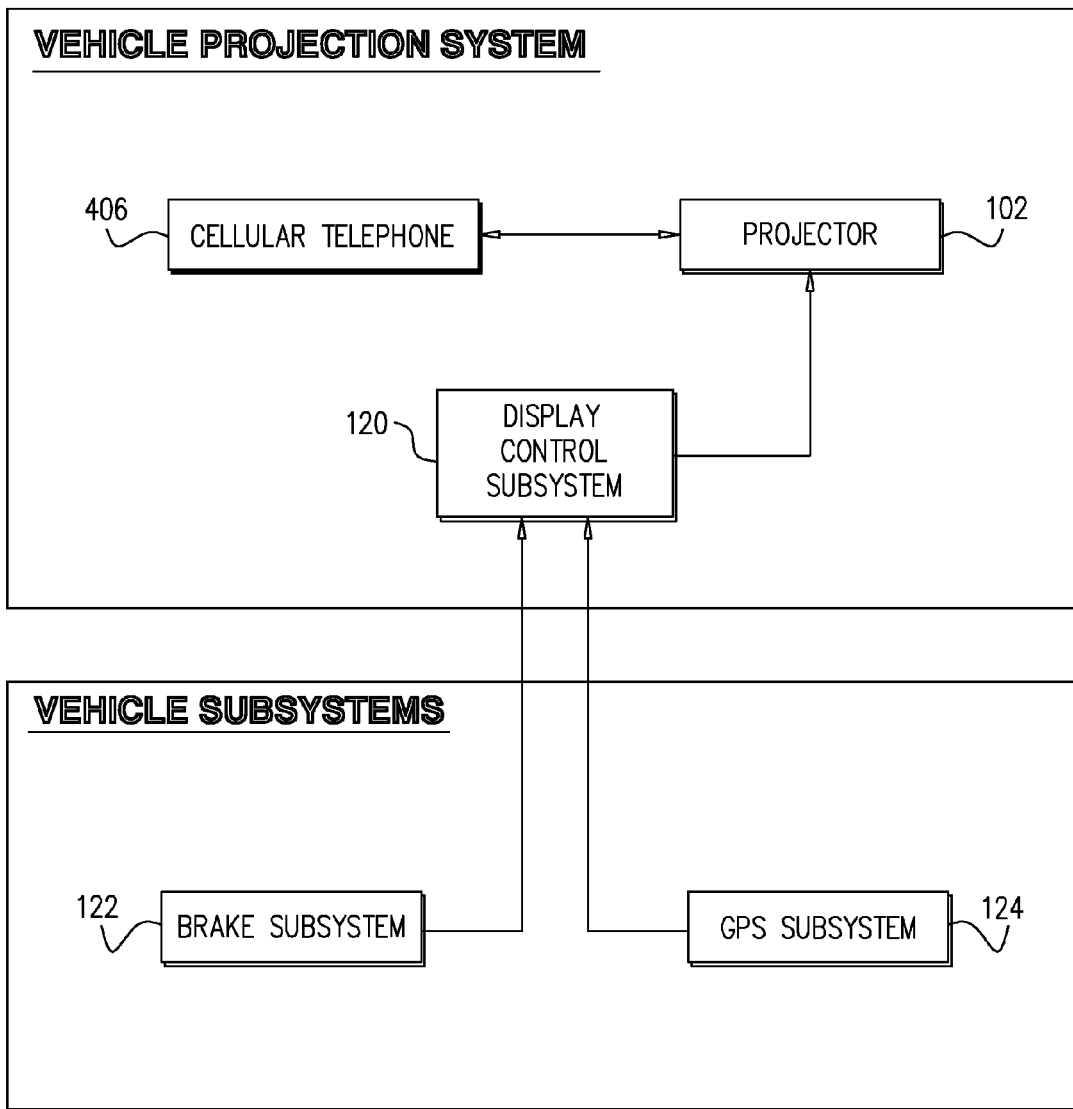 VEHICLE PROJECTION SYSTEM
406
CELLULAR TELEPHONE
PROJECTOR
102
120
DISPLAY
CONTROL
SUBSYSTEM
VEHICLE SUBSYSTEMS
122
BRAKE SUBSYSTEM
GPS SUBSYSTEM
124